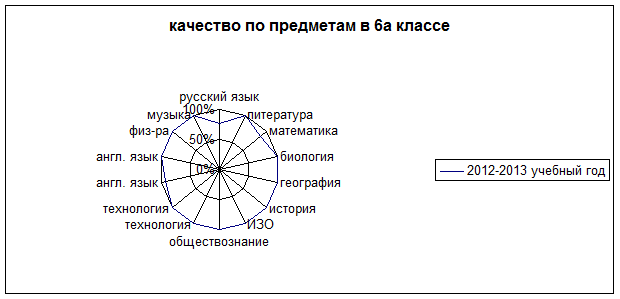 качество по предметам в 6а классе
русский язык
100%
музыка
литература
физ-ра
математика
50%
англ. язык
биология
0%
2012-2013 учебный год
англ. язык
география
технология
история
технология
ИЗО
обществознание